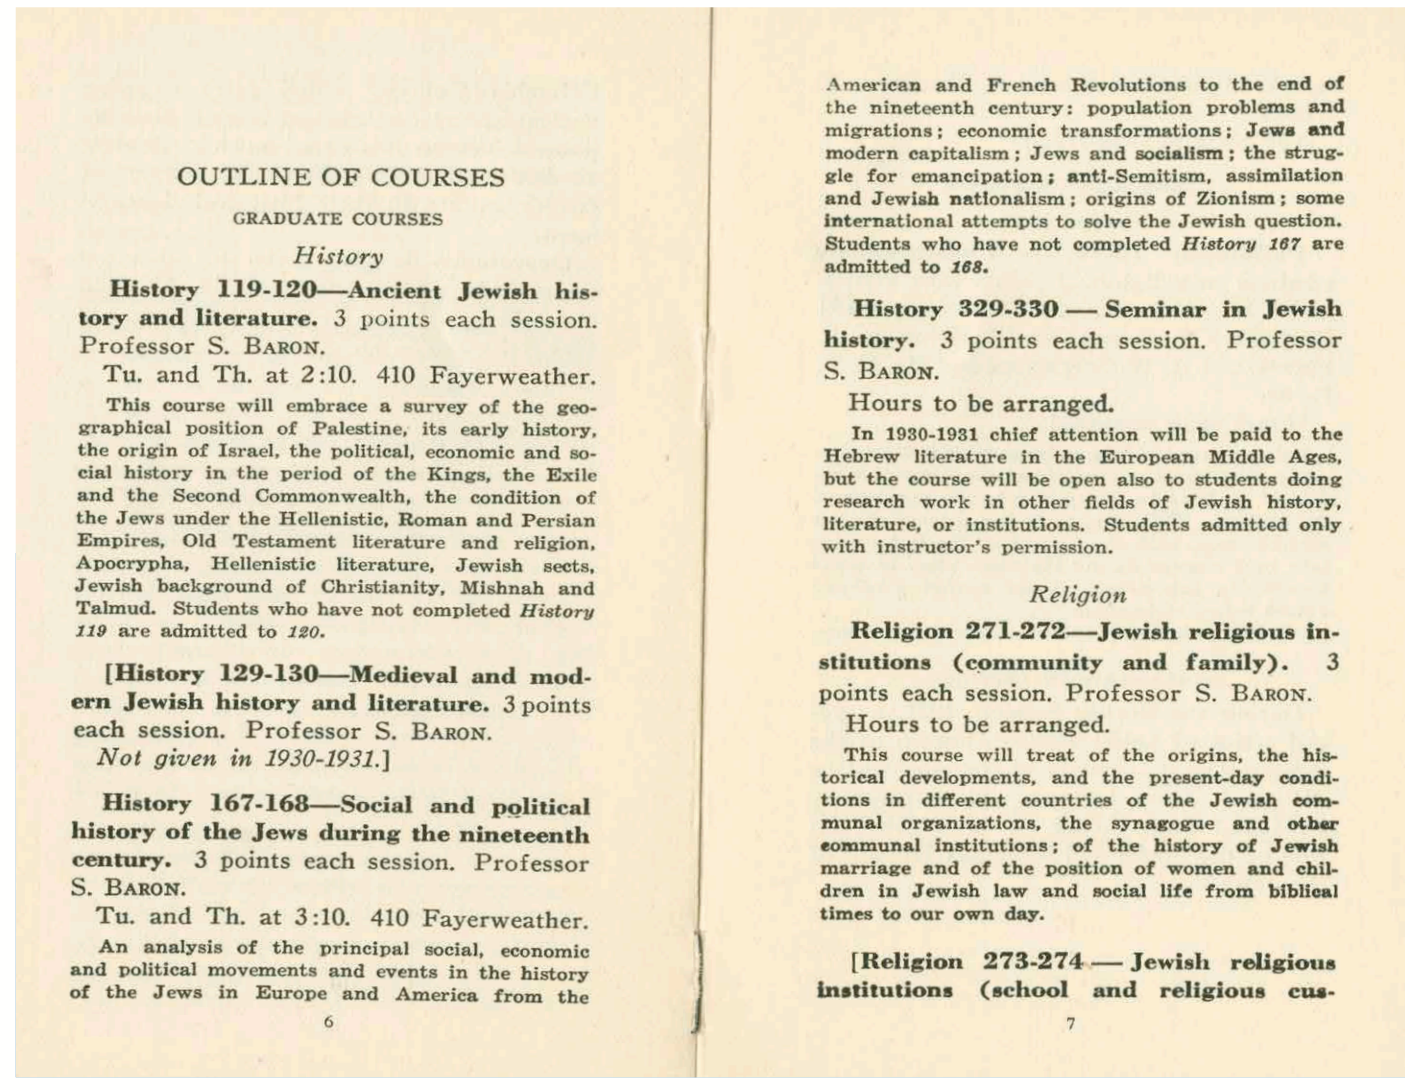 OUTLINE OF COURSES
GRADUATE COURSES
History
History 119-120—Ancient Jewish his-
tory and literature. 3 points each session.
Professor S. BARON.
Tu. and Th. at 2:10. 410 Fayerweather.
This course will embrace a survey of the geo-
graphical position of Palestine, its early history,
the origin of Israel, the political, economic and so-
cial history in the period of the Kings, the Exile
and the Second Commonwealth, the condition of
the Jews under the Hellenistic, Roman and Persian
Empires, Old Testament literature and religion,
Apocrypha, Hellenistic literature, Jewish sects,
Jewish background of Christianity, Mishnah and
Talmud. Students who have not completed History
119 are admitted to 120.
[History 129-130—Medieval and mod-
ern Jewish history and literature. 3 points
each session. Professor S. BARON.
Not given in 1930-1931.]
History 167-168—Social and political
history of the Jews during the nineteenth
century. 3 points each session. Professor
S. BARON.
Tu. and Th. at 3:10. 410 Fayerweather.
An analysis of the principal social, economic
and political movements and events in the history
of the Jews in Europe and America from the
6
American and French Revolutions to the end of
the nineteenth century: population problems and
migrations; economic transformations; Jews and
modern capitalism; Jews and socialism; the strug-
gle for emancipation; anti-Semitism, assimilation
and Jewish nationalism; origins of Zionism; some
international attempts to solve the Jewish question.
Students who have not completed History 167 are
admitted to 168.
History 329-330 — Seminar in Jewish
history. 3 points each session. Professor
S. BARON.
Hours to be arranged.
In 1930-1931 chief attention will be paid to the
Hebrew literature in the European Middle Ages,
but the course will be open also to students doing
research work in other fields of Jewish history,
literature, or institutions. Students admitted only
with instructor's permission.
Religion
Religion 271-272—Jewish religious in-
stitutions (community and family). 3
points each session. Professor S. BARON.
Hours to be arranged.
This course will treat of the origins, the his-
torical developments, and the present-day condi-
tions in different countries of the Jewish com-
munal organizations, the synagogue and other
communal institutions; of the history of Jewish
marriage and of the position of women and chil-
dren in Jewish law and social life from biblical
times to our own day.
[Religion 273-274 — Jewish religious
institutions (school and religious cus-
7